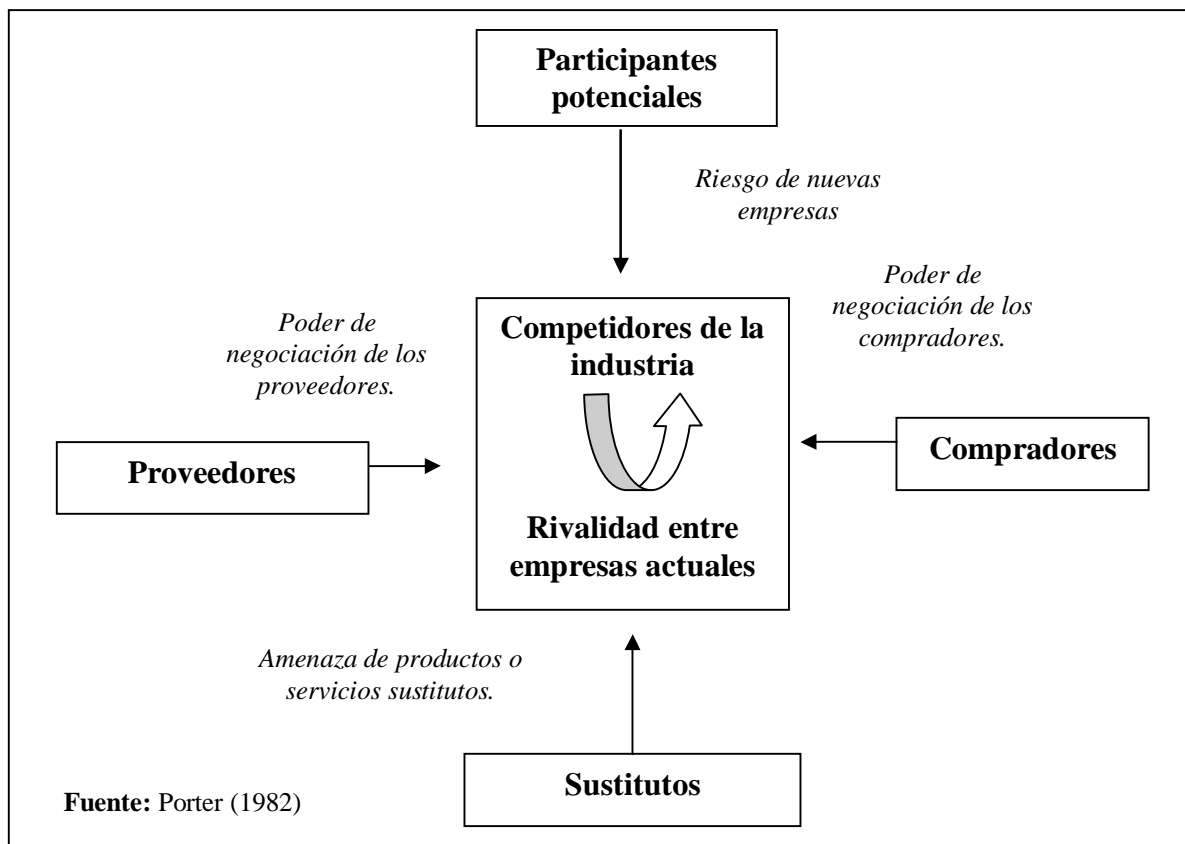 Participantes
potenciales
Riesgo de nuevas
empresas
Poder de
negociación de los
compradores.
Poder de
negociación de los
proveedores.
Competidores de la
industria
Proveedores
Compradores
Rivalidad entre
empresas actuales
Amenaza de productos o
servicios sustitutos.
Sustitutos
Fuente: Porter (1982)